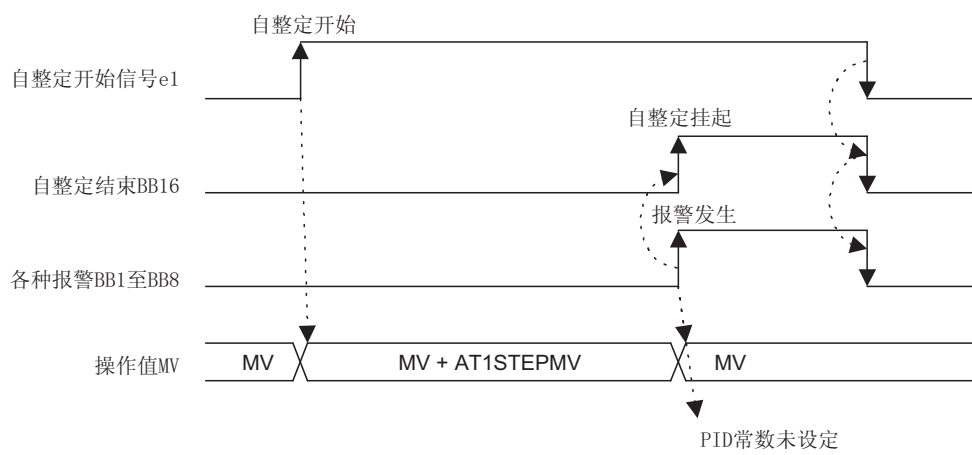 自整定开始
自整定开始信号e1
自整定挂起
自整定结束BB16
报警发生
各种报警BB1至BB8
操作值MV
MV
MV + AT1STEPMV
MV
PID常数未设定